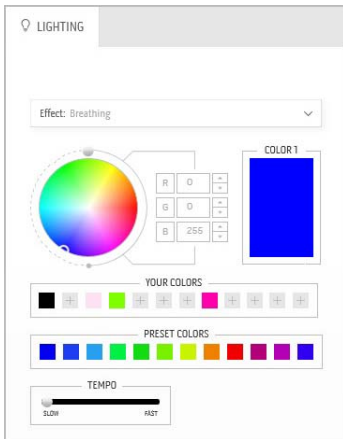 LIGHTING
Effect: Breathing
COLOR 1
R 0
G 0
B 255
YOUR COLORS
PRESET COLORS
TEMPO
SLOW FAST